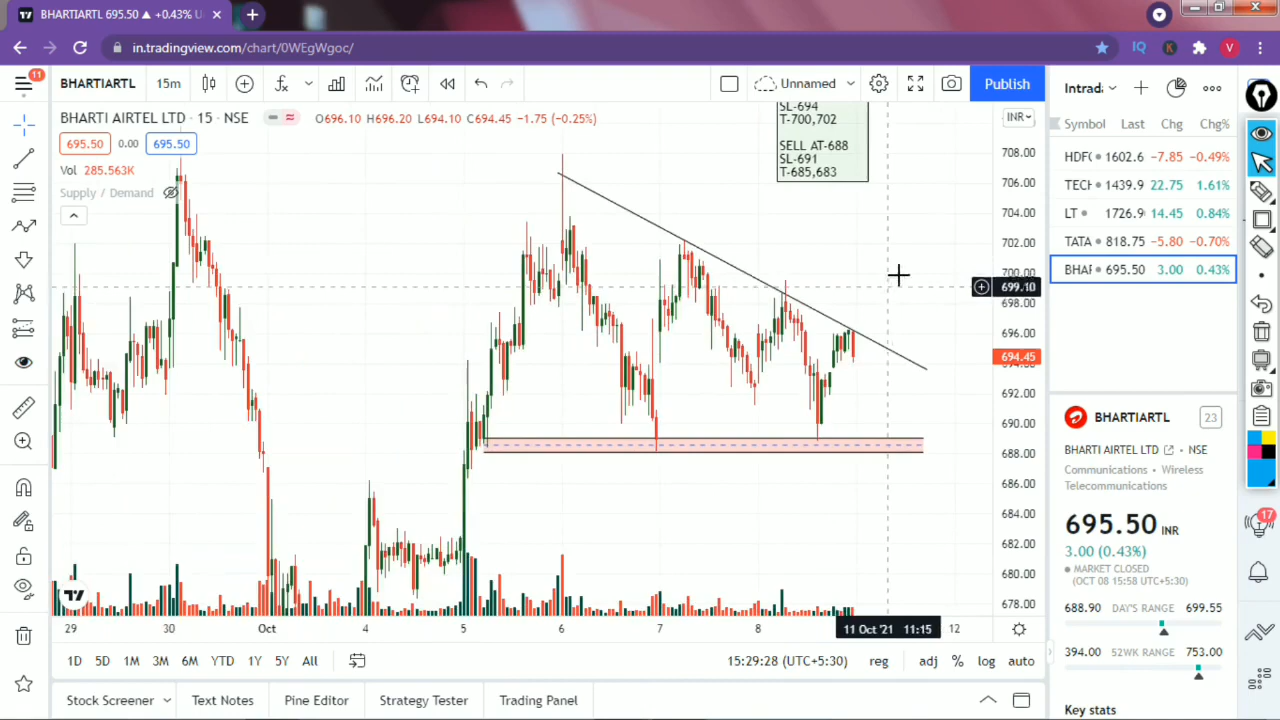 BHARTIARTL 695.50 ▲ +0.43% U
in.tradingview.com/chart/0WEgWgoc/
IQ
K
V
11
BHARTIARTL
15m
Unnamed
Publish
Intrad
BHARTI AIRTEL LTD · 15 · NSE
O696.10 H696.20 L694.10 C694.45 −1.75 (−0.25%)
695.50
0.00
695.50
Vol 285.563K
Supply / Demand
SL-694
T-700,702
SELL AT-688
SL-691
T-685,683
INR
708.00
706.00
704.00
702.00
700.00
699.10
698.00
696.00
694.45
692.00
690.00
688.00
686.00
684.00
682.00
680.00
678.00
29
30
Oct
4
5
6
7
8
11 Oct '21 11:15
12
Symbol Last Chg Chg%
HDFC 1602.6 −7.85 −0.49%
TECH 1439.9 22.75 1.61%
LT 1726.9 14.45 0.84%
TATA 818.75 −5.80 −0.70%
BHAR 695.50 3.00 0.43%
BHARTIARTL
23
BHARTI AIRTEL LTD · NSE
Communications · Wireless
Telecommunications
695.50 INR
3.00 (0.43%)
MARKET CLOSED
(OCT 08 15:58 UTC+5:30)
688.90 DAY'S RANGE 699.55
394.00 52WK RANGE 753.00
Key stats
17
1D 5D 1M 3M 6M YTD 1Y 5Y All
15:29:28 (UTC+5:30)
reg
adj % log auto
Stock Screener
Text Notes
Pine Editor
Strategy Tester
Trading Panel